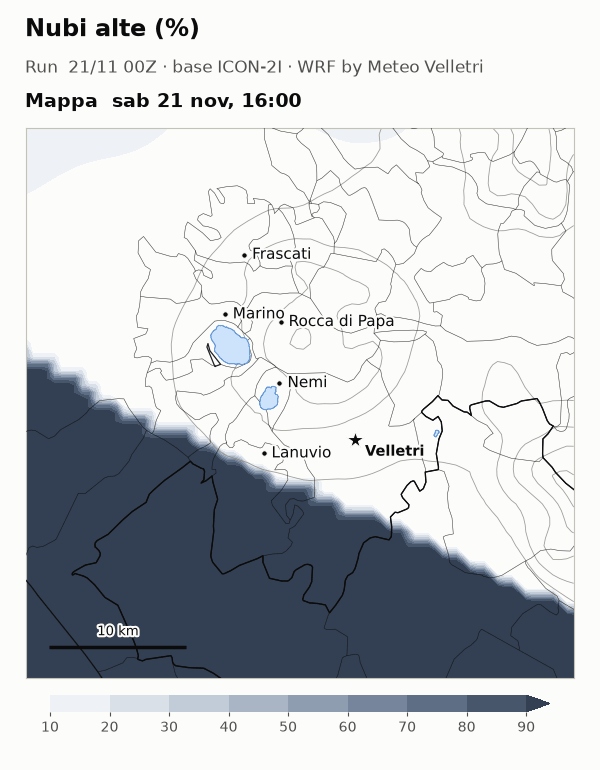 Nubi alte (%)
Run  21/11 00Z · base ICON-2I · WRF by Meteo Velletri
Mappa  sab 21 nov, 16:00
Frascati
Marino
Rocca di Papa
Nemi
Velletri
Lanuvio
10 km
10 20 30 40 50 60 70 80 90